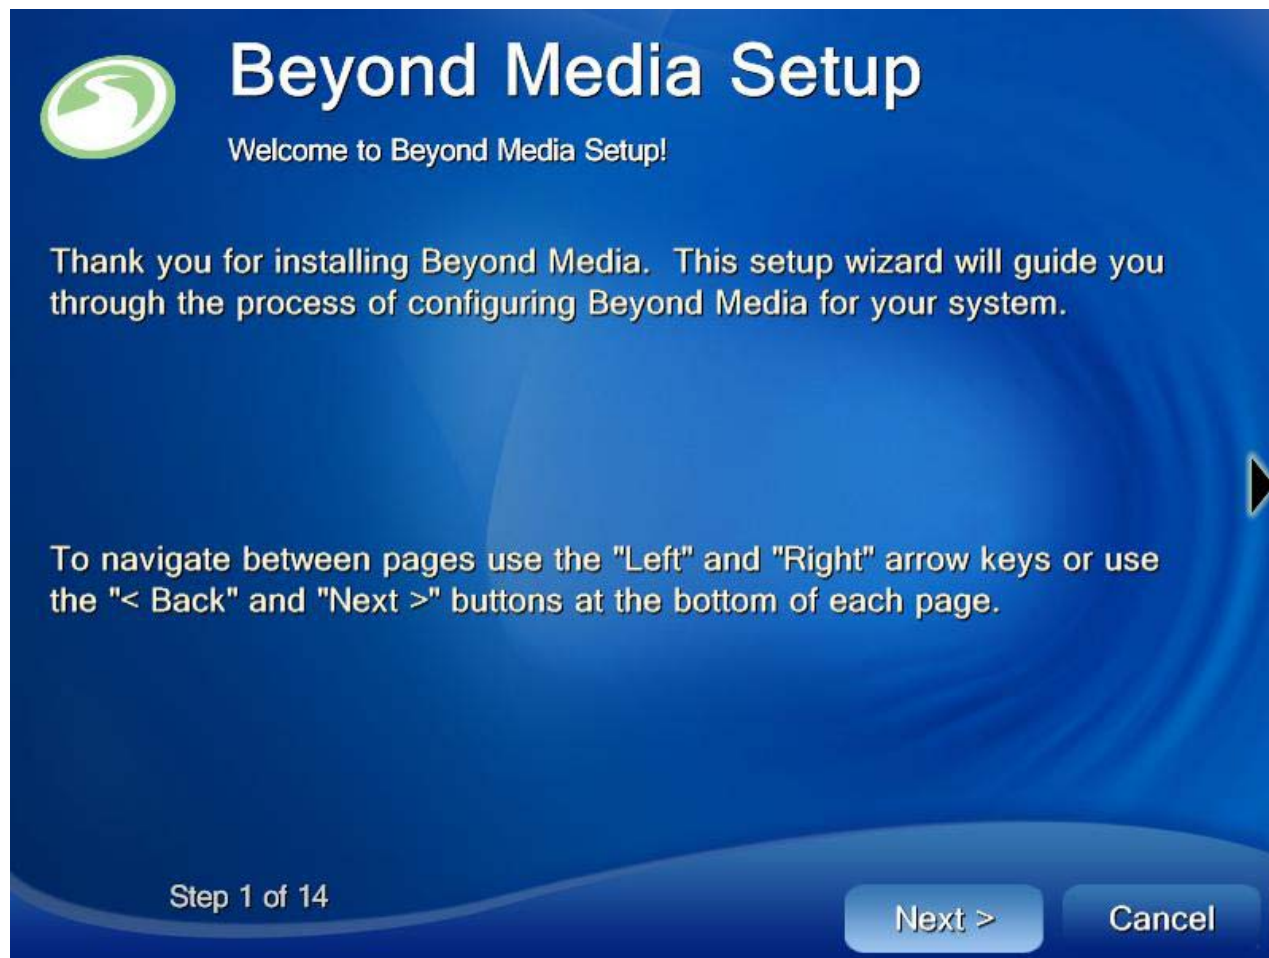 Beyond Media Setup
Welcome to Beyond Media Setup!
Thank you for installing Beyond Media.  This setup wizard will guide you
through the process of configuring Beyond Media for your system.
To navigate between pages use the "Left" and "Right" arrow keys or use
the "< Back" and "Next >" buttons at the bottom of each page.
Step 1 of 14
Next >
Cancel